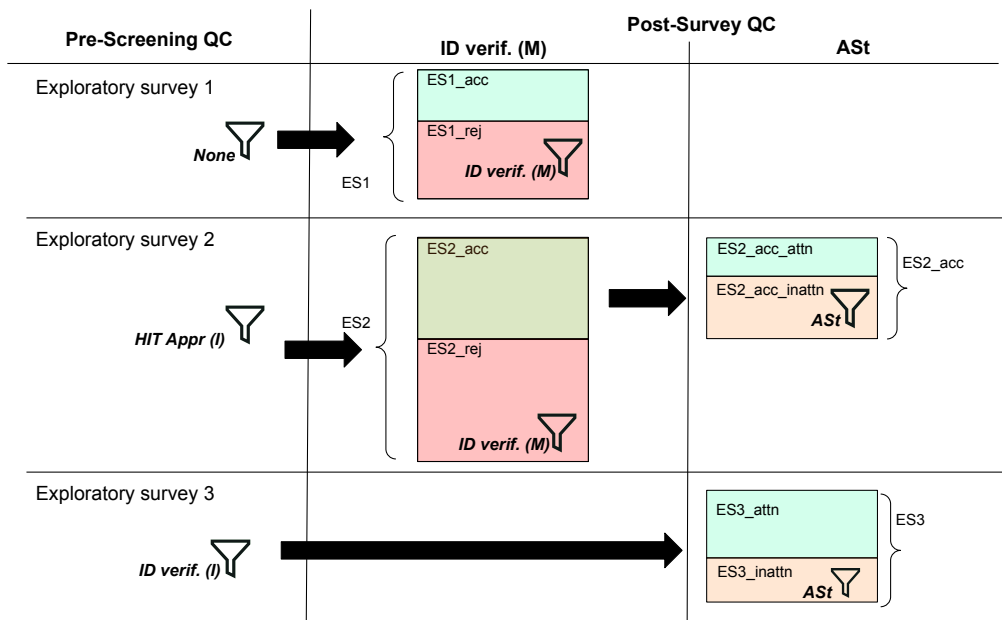 Pre-Screening QC
Post-Survey QC
ID verif. (M)
ASt
Exploratory survey 1
None
ES1
ES1_acc
ES1_rej
ID verif. (M)
Exploratory survey 2
HIT Appr (I)
ES2
ES2_acc
ES2_rej
ID verif. (M)
ES2_acc_attn
ES2_acc_inattn
ASt
ES2_acc
Exploratory survey 3
ID verif. (I)
ES3_attn
ES3_inattn
ASt
ES3